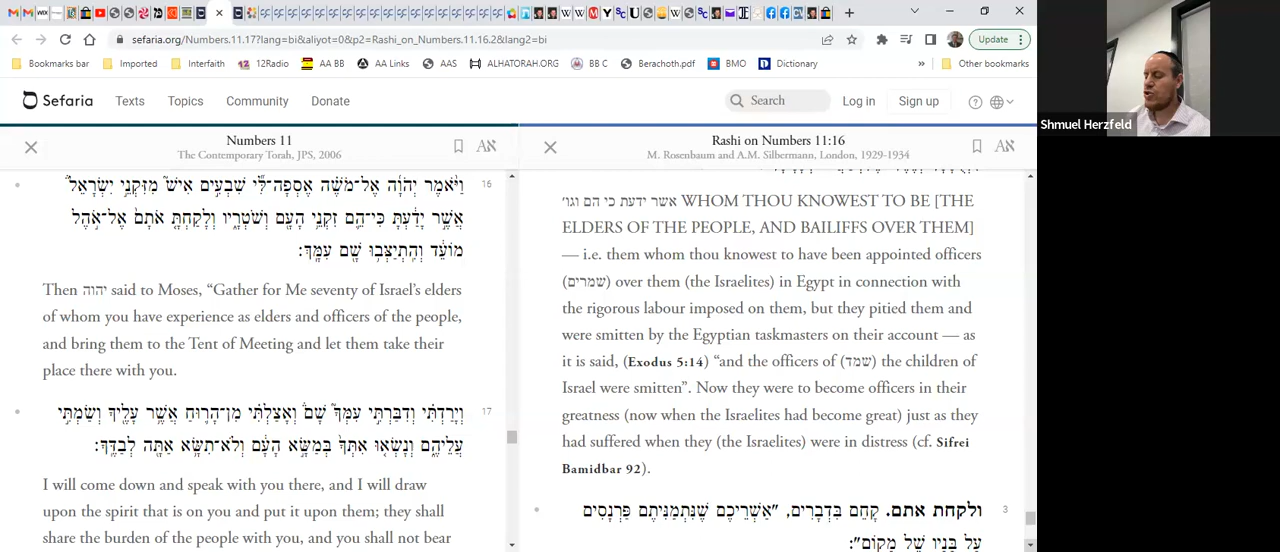 sefaria.org/Numbers.11.17?lang=bi&aliyot=0&p2=Rashi_on_Numbers.11.16.2&lang2=bi
Update
Bookmarks bar
Imported
Interfaith
12Radio
AA BB
AA Links
AAS
ALHATORAH.ORG
BB C
Berachoth.pdf
BMO
Dictionary
»
Other bookmarks
Sefaria
Texts
Topics
Community
Donate
Search
Log in
Sign up
Shmuel Herzfeld
Numbers 11
The Contemporary Torah, JPS, 2006
16
וַיֹּ֨אמֶר יְהֹוָ֜ה אֶל־מֹשֶׁ֗ה אֶסְפָה־לִּ֞י שִׁבְעִ֣ים אִישׁ֮ מִזִּקְנֵ֣י יִשְׂרָאֵל֒
אֲשֶׁ֣ר יָדַ֔עְתָּ כִּי־הֵ֛ם זִקְנֵ֥י הָעָ֖ם וְשֹׁטְרָ֑יו וְלָקַחְתָּ֤ אֹתָם֙ אֶל־אֹ֣הֶל
מוֹעֵ֔ד וְהִֽתְיַצְּב֥וּ שָׁ֖ם עִמָּֽךְ׃
Then יהוה said to Moses, “Gather for Me seventy of Israel’s elders
of whom you have experience as elders and officers of the people,
and bring them to the Tent of Meeting and let them take their
place there with you.
17
וְיָרַדְתִּ֗י וְדִבַּרְתִּ֣י עִמְּךָ֮ שָׁם֒ וְאָצַלְתִּ֗י מִן־הָר֛וּחַ אֲשֶׁ֥ר עָלֶ֖יךָ וְשַׂמְתִּ֣י
עֲלֵיהֶ֑ם וְנָשְׂא֤וּ אִתְּךָ֙ בְּמַשָּׂ֣א הָעָ֔ם וְלֹא־תִשָּׂ֥א אַתָּ֖ה לְבַדֶּֽךָ׃
I will come down and speak with you there, and I will draw
upon the spirit that is on you and put it upon them; they shall
share the burden of the people with you, and you shall not bear
Rashi on Numbers 11:16
M. Rosenbaum and A.M. Silbermann, London, 1929-1934
אשר ידעת כי הם וגו׳ WHOM THOU KNOWEST TO BE [THE
ELDERS OF THE PEOPLE, AND BAILIFFS OVER THEM]
— i.e. them whom thou knowest to have been appointed officers
(שמרים) over them (the Israelites) in Egypt in connection with
the rigorous labour imposed on them, but they pitied them and
were smitten by the Egyptian taskmasters on their account — as
it is said, (Exodus 5:14) “and the officers of (שמד) the children of
Israel were smitten”. Now they were to become officers in their
greatness (now when the Israelites had become great) just as they
had suffered when they (the Israelites) were in distress (cf. Sifrei
Bamidbar 92).
3
ולקחת אתם. קָחֵם בִּדְבָרִים, "אַשְׁרֵיכֶם שֶׁנִּתְמַנִּיתֶם פַּרְנָסִים
עַל בָּנָיו שֶׁל מָקוֹם":